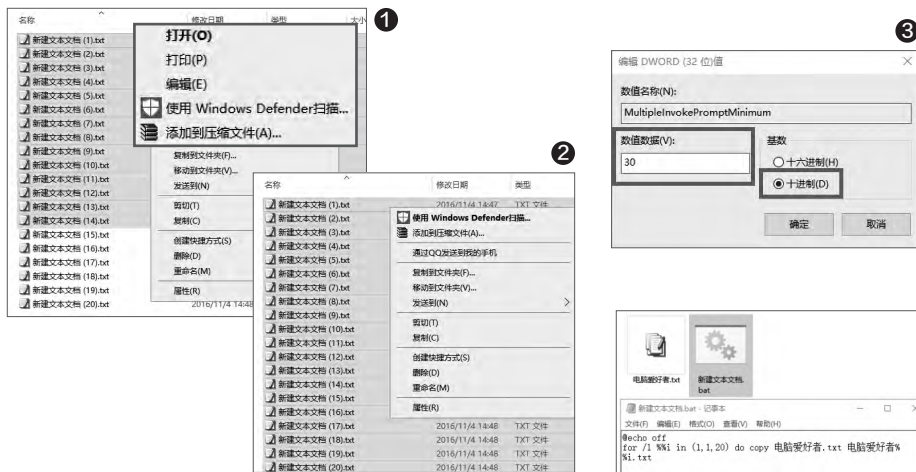 1
名称 修改日期 类型 大小
新建文本文档 (1).txt
新建文本文档 (2).txt
新建文本文档 (3).txt
新建文本文档 (4).txt
新建文本文档 (5).txt
新建文本文档 (6).txt
新建文本文档 (7).txt
新建文本文档 (8).txt
新建文本文档 (9).txt
新建文本文档 (10).txt
新建文本文档 (11).txt
新建文本文档 (12).txt
新建文本文档 (13).txt
新建文本文档 (14).txt
新建文本文档 (15).txt
新建文本文档 (16).txt
新建文本文档 (17).txt
新建文本文档 (18).txt
新建文本文档 (19).txt
新建文本文档 (20).txt
打开(O)
打印(P)
编辑(E)
使用 Windows Defender扫描...
添加到压缩文件(A)...
复制到文件夹(F)...
移动到文件夹(V)...
发送到(N)
剪切(T)
复制(C)
创建快捷方式(S)
删除(D)
重命名(M)
属性(R)
2016/11/4 14:48
2
名称 修改日期 类型
新建文本文档 (1).txt 2016/11/4 14:47 TXT 文件
新建文本文档 (2).txt
新建文本文档 (3).txt
新建文本文档 (4).txt
新建文本文档 (5).txt
新建文本文档 (6).txt
新建文本文档 (7).txt
新建文本文档 (8).txt
新建文本文档 (9).txt
新建文本文档 (10).txt
新建文本文档 (11).txt
新建文本文档 (12).txt
新建文本文档 (13).txt
新建文本文档 (14).txt
新建文本文档 (15).txt
新建文本文档 (16).txt
新建文本文档 (17).txt 2016/11/4 14:48 TXT 文件
新建文本文档 (18).txt 2016/11/4 14:48 TXT 文件
新建文本文档 (19).txt 2016/11/4 14:48 TXT 文件
新建文本文档 (20).txt 2016/11/4 14:48 TXT 文件
使用 Windows Defender扫描...
添加到压缩文件(A)...
通过QQ发送到我的手机
复制到文件夹(F)...
移动到文件夹(V)...
发送到(N)
剪切(T)
复制(C)
创建快捷方式(S)
删除(D)
重命名(M)
属性(R)
3
编辑 DWORD (32 位)值
数值名称(N):
MultipleInvokePromptMinimum
数值数据(V):
30
基数
十六进制(H)
十进制(D)
确定 取消
电脑爱好者.txt
新建文本文档.
bat
新建文本文档.bat - 记事本
文件(F) 编辑(E) 格式(O) 查看(V) 帮助(H)
@echo off
for /l %%i in (1,1,20) do copy 电脑爱好者.txt 电脑爱好者%
%i.txt